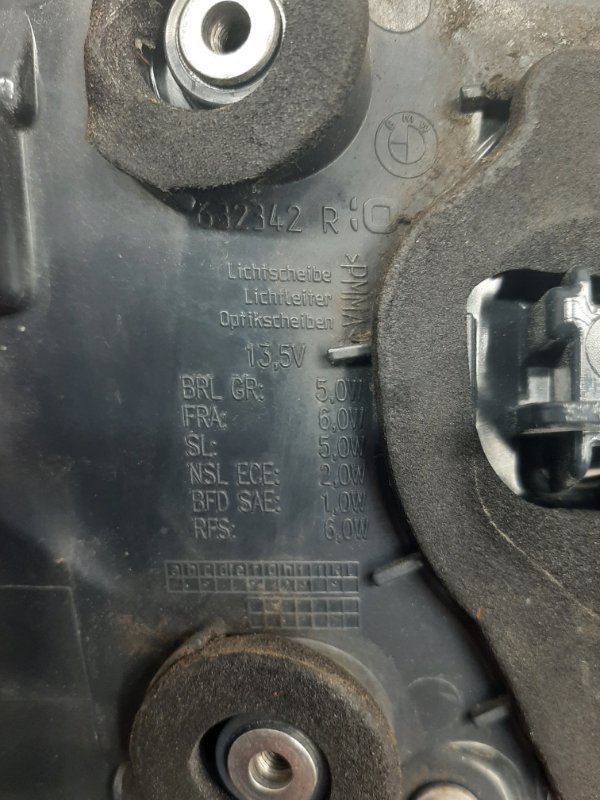 BMW
632342 R
Lichtscheibe
Lichtleiter
Optikscheiben
>PMMA<
13,5V
BRL GR: 5,0W
FRA: 6,0W
SL: 5,0W
NSL ECE: 2,0W
BFD SAE: 1,0W
RFS: 6,0W